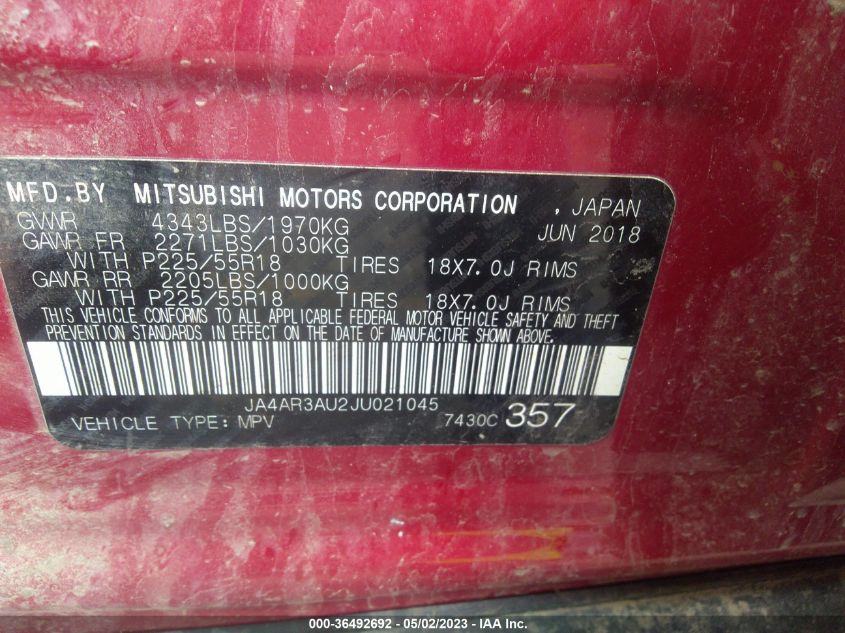 MFD.BY MITSUBISHI MOTORS CORPORATION , JAPAN
GVWR 4343LBS/1970KG JUN 2018
GAWR FR 2271LBS/1030KG
WITH P225/55R18 TIRES 18X7.0J RIMS
GAWR RR 2205LBS/1000KG
WITH P225/55R18 TIRES 18X7.0J RIMS
THIS VEHICLE CONFORMS TO ALL APPLICABLE FEDERAL MOTOR VEHICLE SAFETY AND THEFT
PREVENTION STANDARDS IN EFFECT ON THE DATE OF MANUFACTURE SHOWN ABOVE.
JA4AR3AU2JU021045
VEHICLE TYPE: MPV 7430C 357
000-36492692 - 05/02/2023 - IAA Inc.